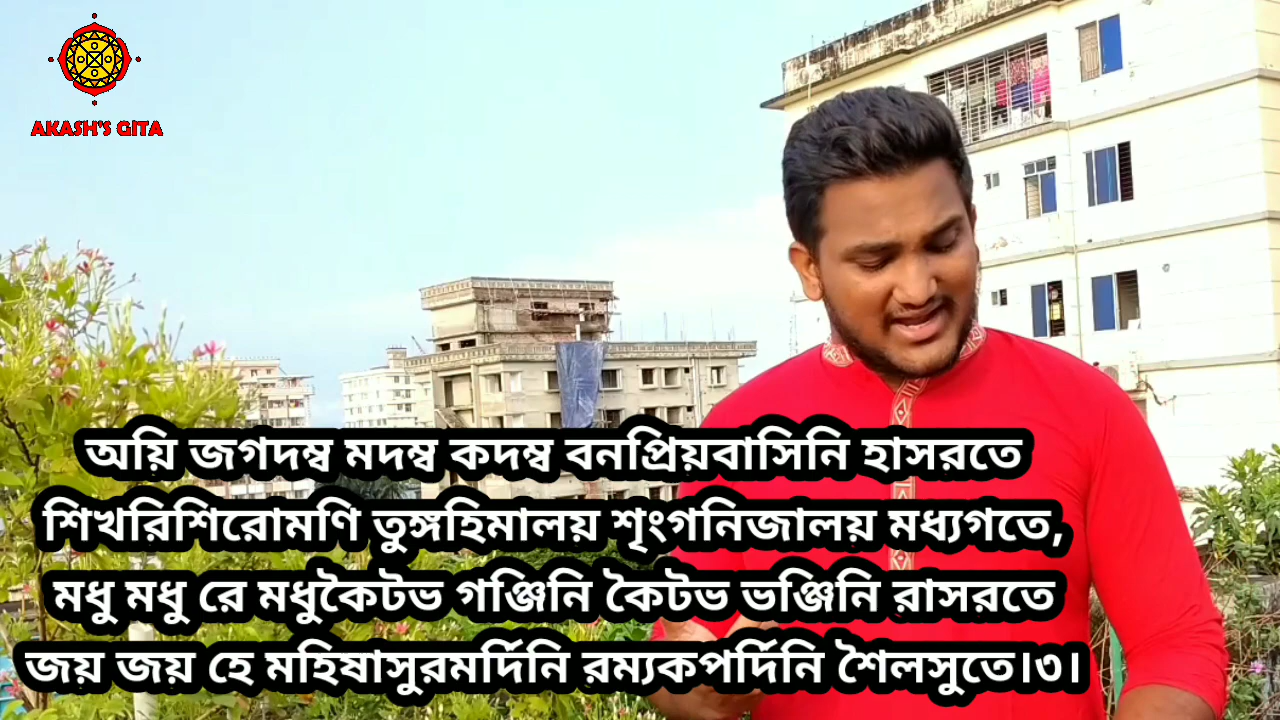 AKASH'S GITA
অয়ি জগদম্ব মদম্ব কদম্ব বনপ্রিয়বাসিনি হাসরতে
শিখরিশিরোমণি তুঙ্গহিমালয় শৃংগনিজালয় মধ্যগতে,
মধু মধু রে মধুকৈটভ গঞ্জিনি কৈটভ ভঞ্জিনি রাসরতে
জয় জয় হে মহিষাসুরমর্দিনি রম্যকপর্দিনি শৈলসুতে।৩।